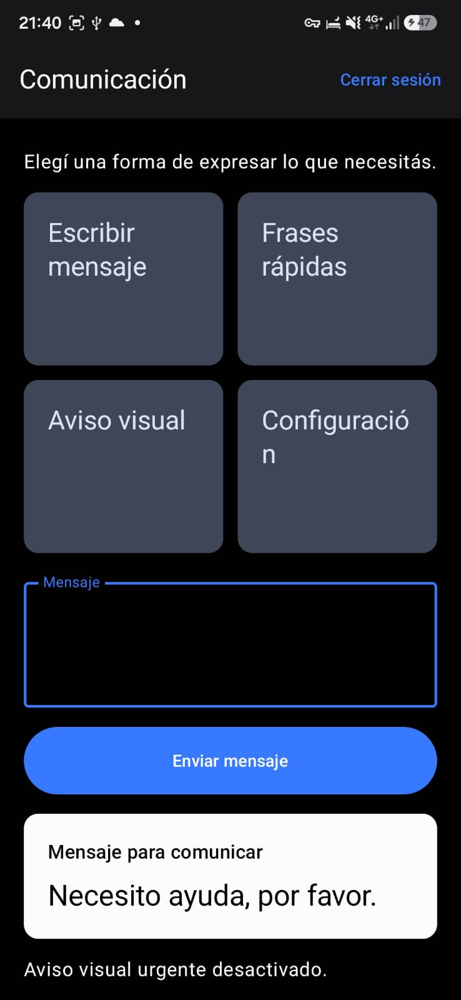 21:40
4G+
47
Comunicación
Cerrar sesión
Elegí una forma de expresar lo que necesitás.
Escribir
mensaje
Frases
rápidas
Aviso visual
Configuració
n
Mensaje
Enviar mensaje
Mensaje para comunicar
Necesito ayuda, por favor.
Aviso visual urgente desactivado.